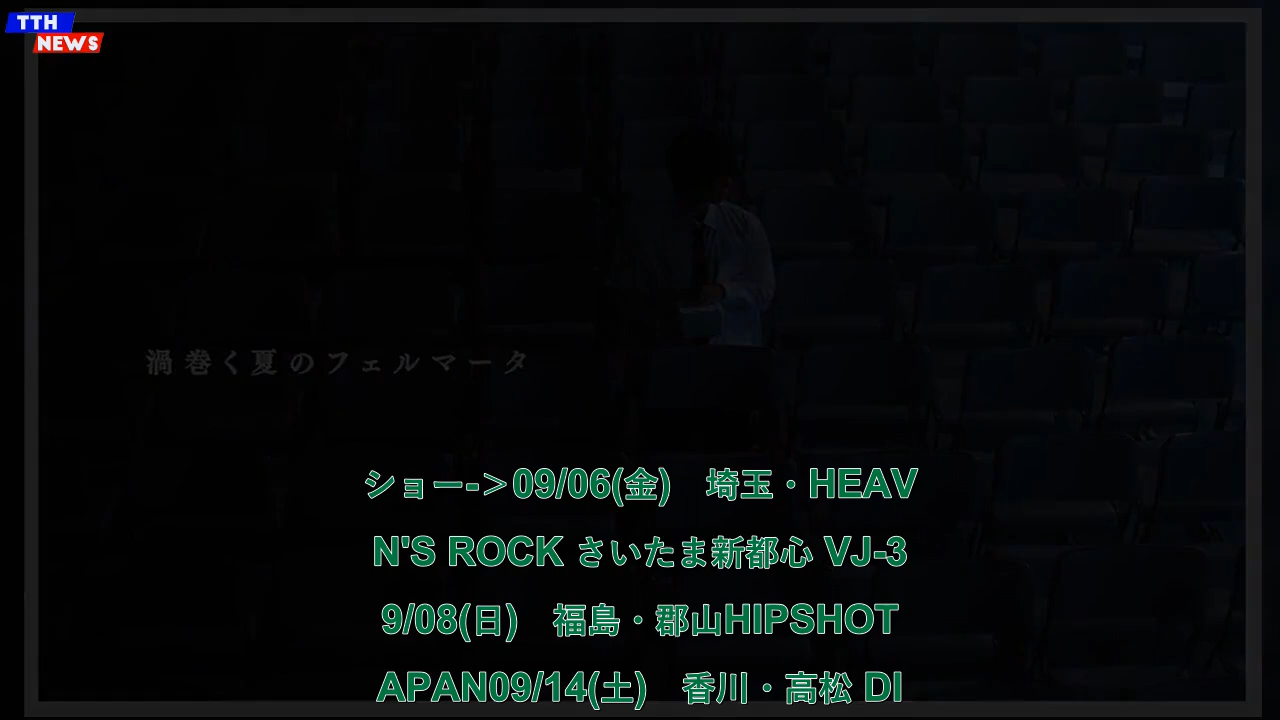 TTH
NEWS
渦巻く夏のフェルマータ
ショー->09/06(金)　埼玉・HEAV
N'S ROCK さいたま新都心 VJ-3
9/08(日)　福島・郡山HIPSHOT
APAN09/14(土)　香川・高松 DI